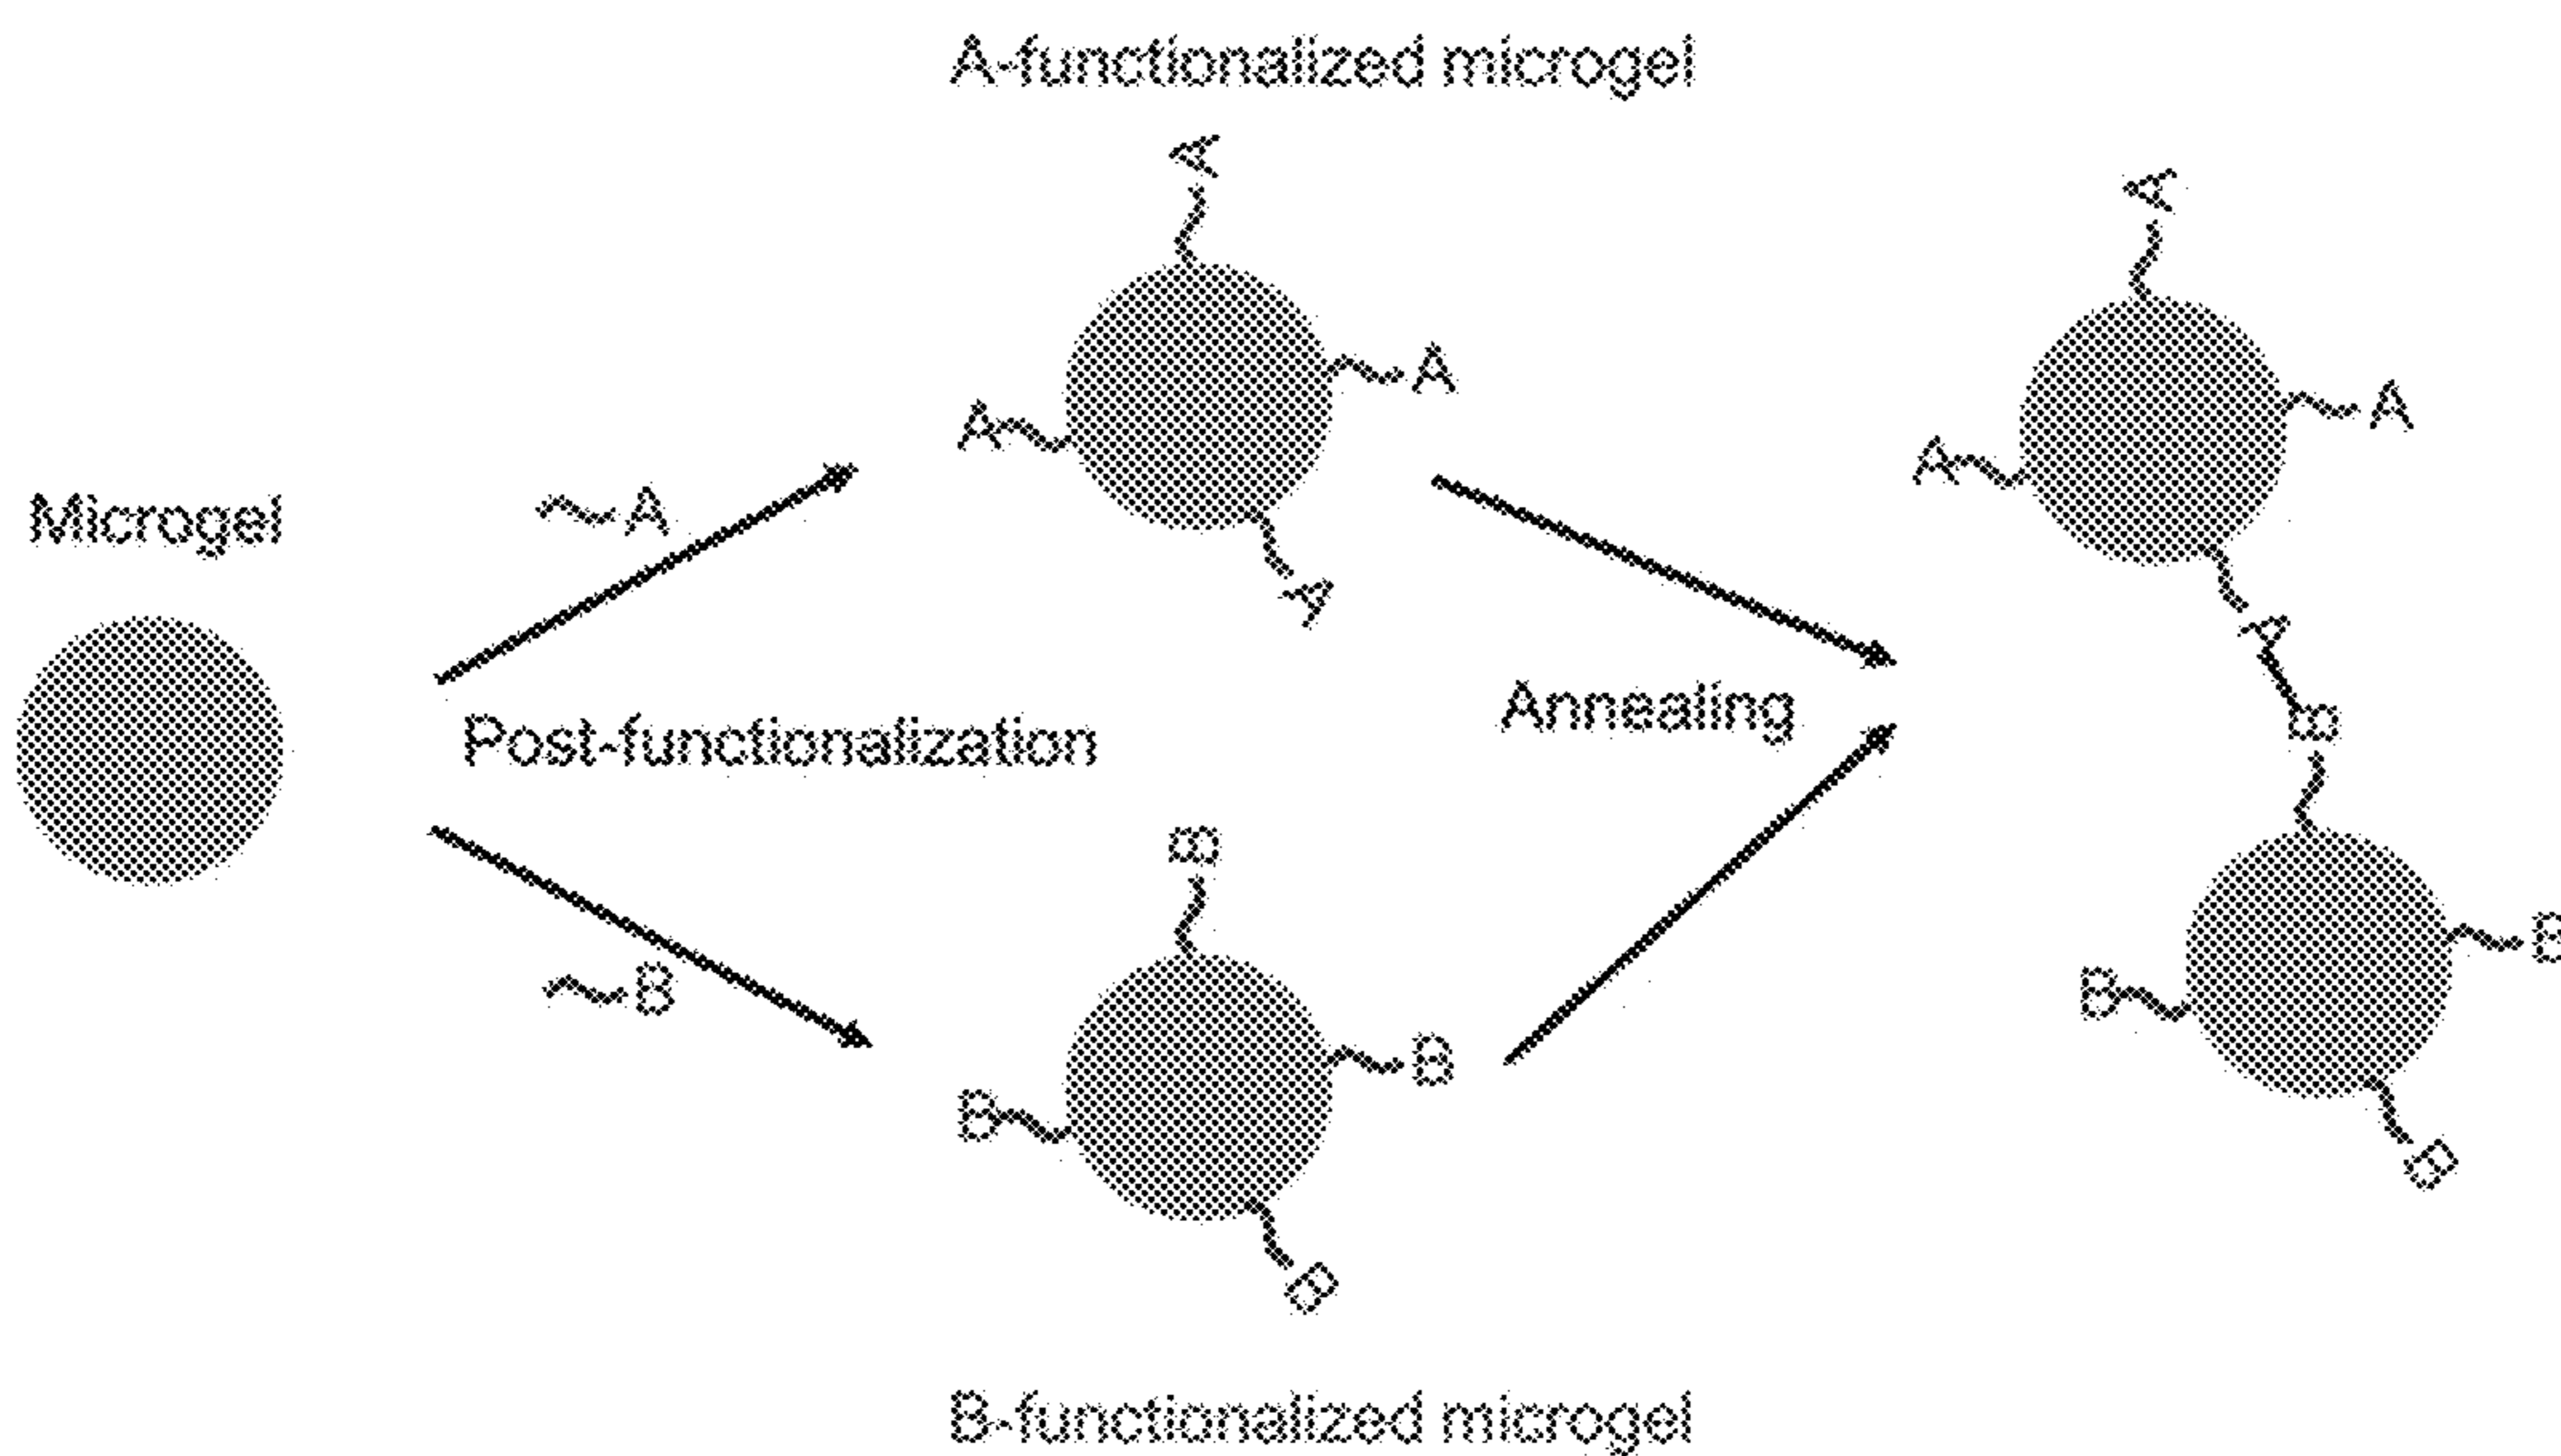 A-functionalized microgel
A
A
A
A
Microgel
A
Post-functionalization
B
B
B
B
B
B-functionalized microgel
Annealing
A
A
A
A
B
B
B
B